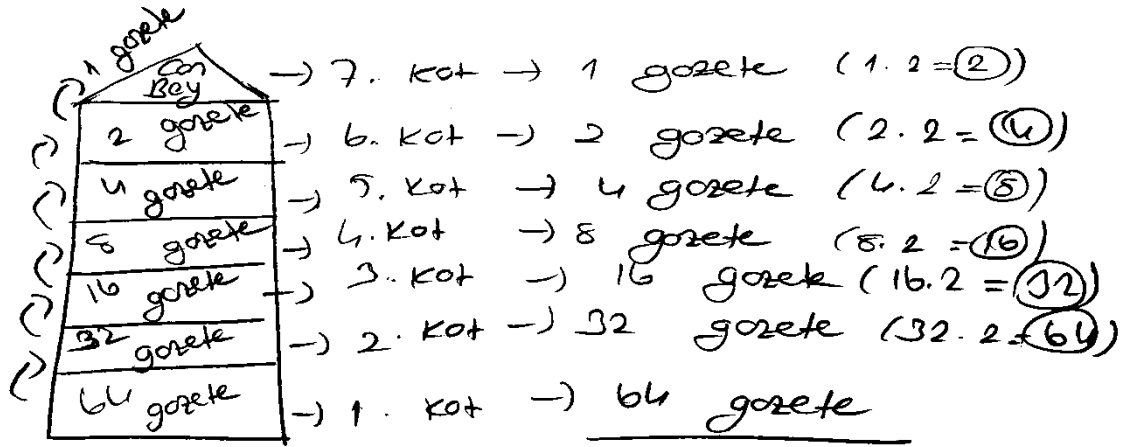 1 gazete
Can Bey → 7. kat → 1 gazete (1.2=2)
2 gazete → 6. kat → 2 gazete (2.2=4)
4 gazete → 5. kat → 4 gazete (4.2=8)
8 gazete → 4. kat → 8 gazete (8.2=16)
16 gazete → 3. kat → 16 gazete (16.2=32)
32 gazete → 2. kat → 32 gazete (32.2=64)
64 gazete → 1. kat → 64 gazete